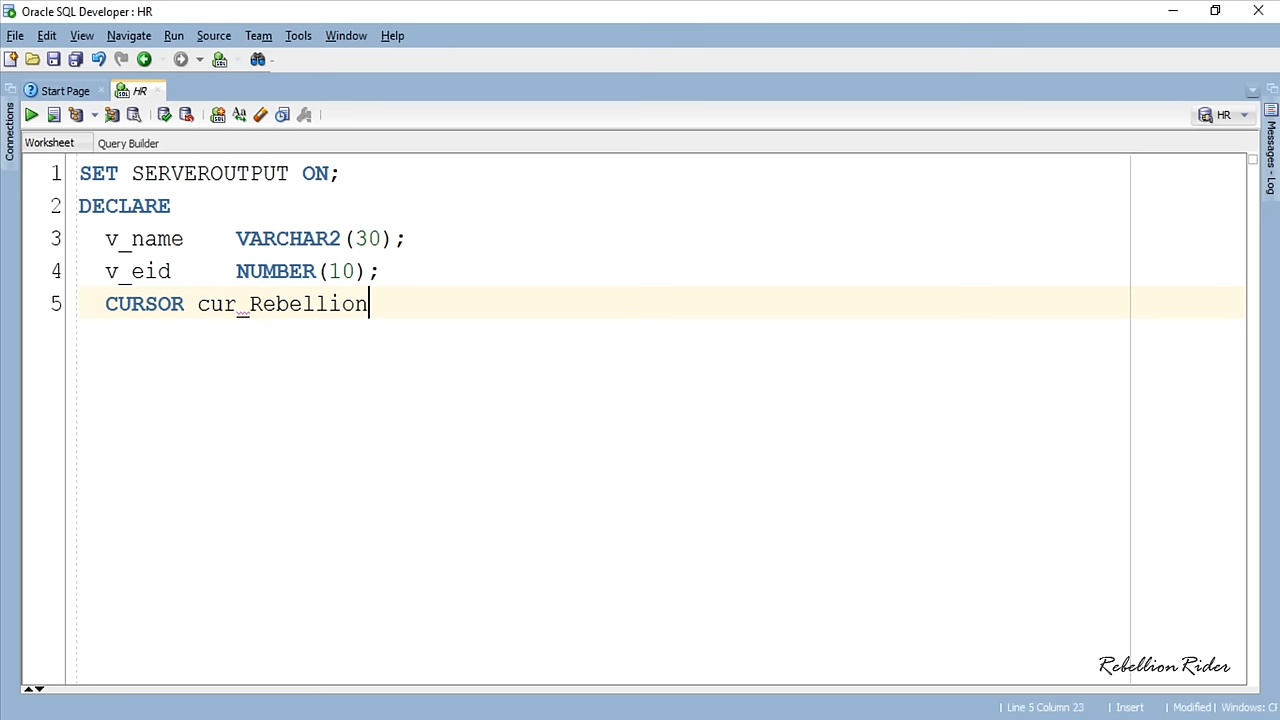 Oracle SQL Developer : HR
File Edit View Navigate Run Source Team Tools Window Help
Start Page HR
HR
Worksheet Query Builder
Connections
Messages - Log
1 SET SERVEROUTPUT ON;
2 DECLARE
3 v_name VARCHAR2(30);
4 v_eid NUMBER(10);
5 CURSOR cur_Rebellion
Rebellion Rider
Line 5 Column 23 Insert Modified Windows: Cl